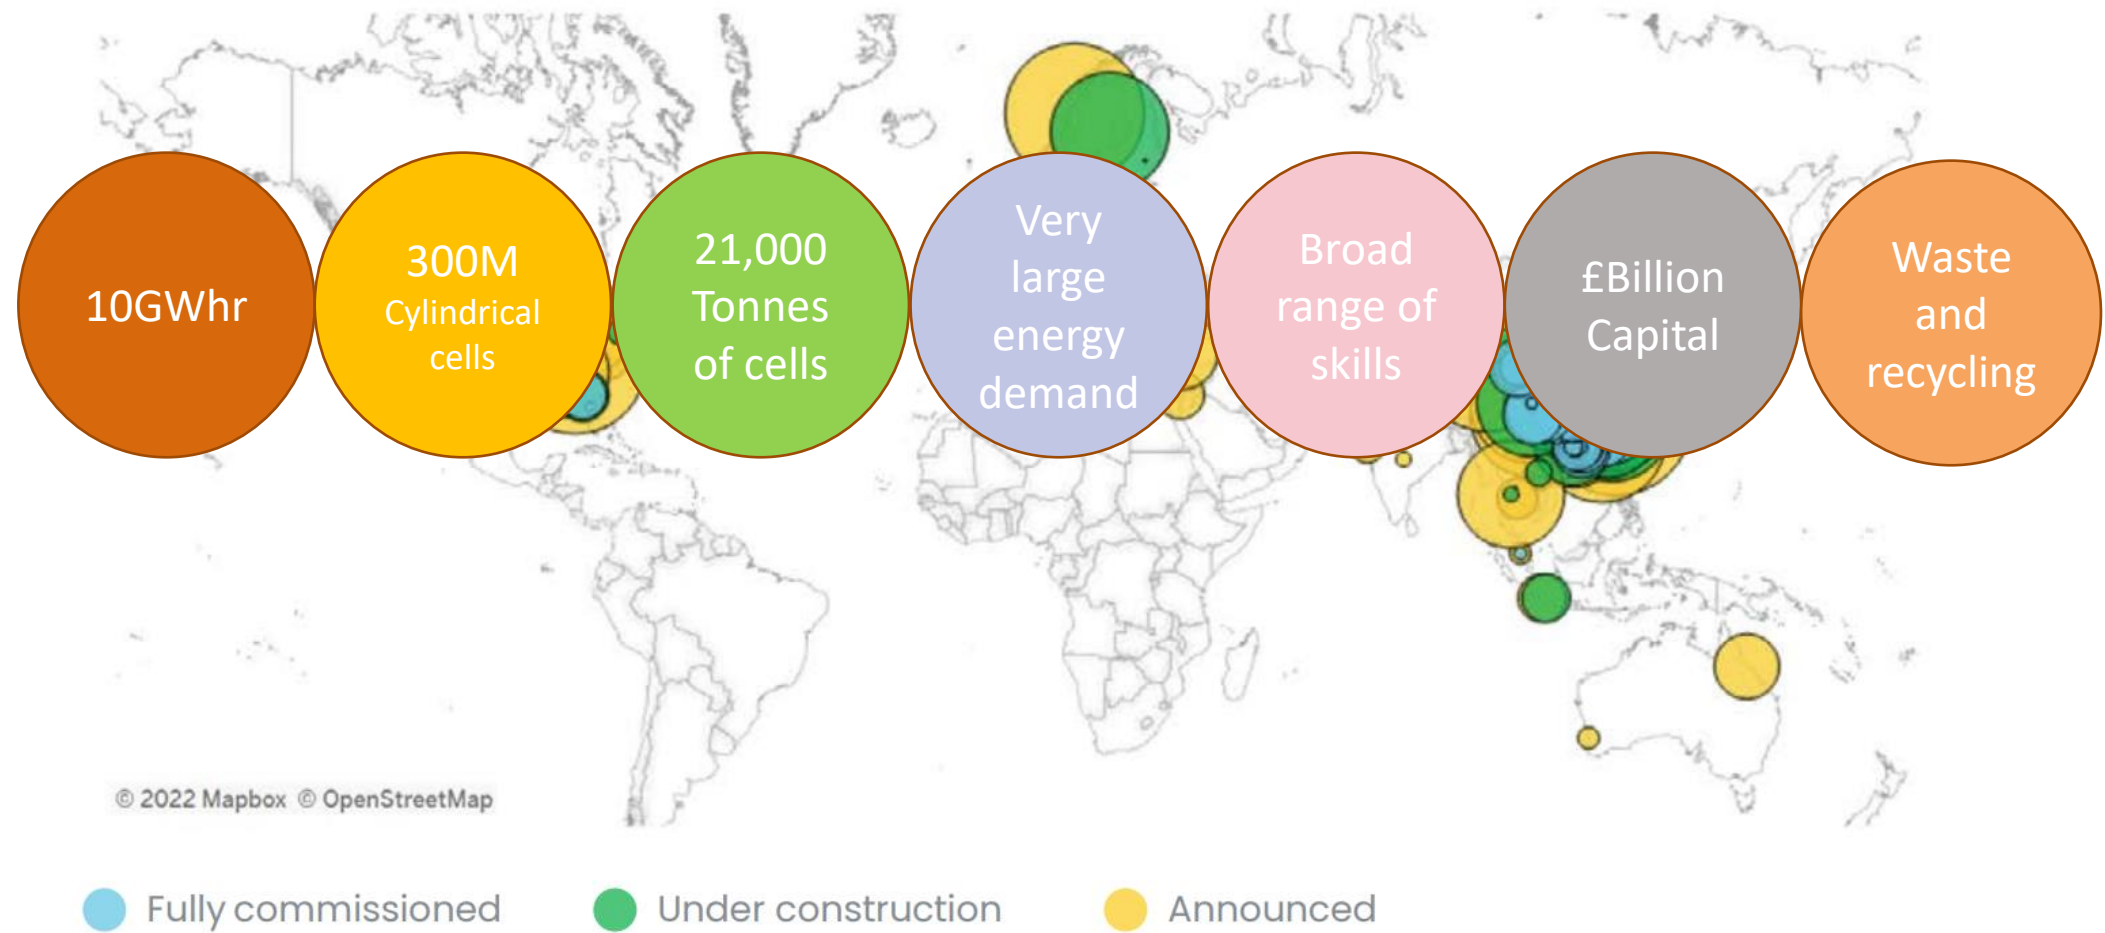 10GWhr
300M
Cylindrical
cells
21,000
Tonnes
of cells
Very
large
energy
demand
Broad
range of
skills
£Billion
Capital
Waste
and
recycling
© 2022 Mapbox © OpenStreetMap
Fully commissioned
Under construction
Announced